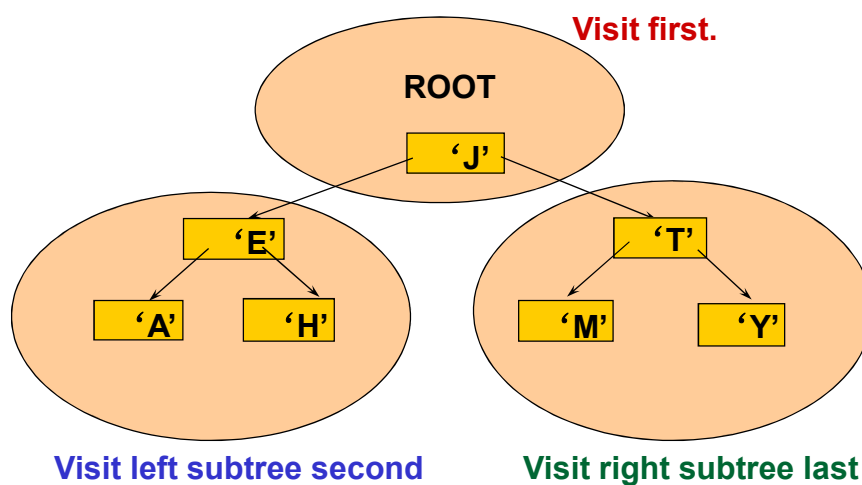 Visit first.
ROOT
‘J’
‘E’
‘T’
‘A’
‘H’
‘M’
‘Y’
Visit left subtree second
Visit right subtree last